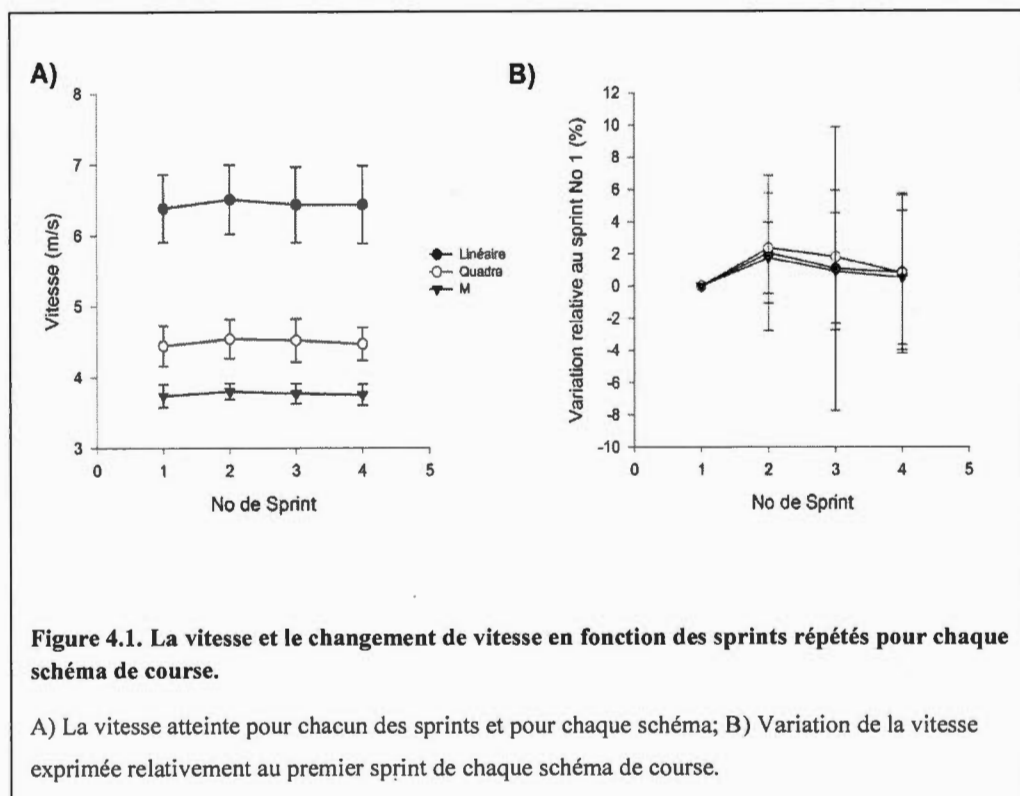 A)
8
7
6
5
4
3
Vitesse (m/s)
0 1 2 3 4 5
No de Sprint
Linéaire
Quadre
M
B)
12
10
8
6
4
2
0
-2
-4
-6
-8
-10
Variation relative au sprint No 1 (%)
0 1 2 3 4 5
No de Sprint
Figure 4.1. La vitesse et le changement de vitesse en fonction des sprints répétés pour chaque
schéma de course.
A) La vitesse atteinte pour chacun des sprints et pour chaque schéma; B) Variation de la vitesse
exprimée relativement au premier sprint de chaque schéma de course.